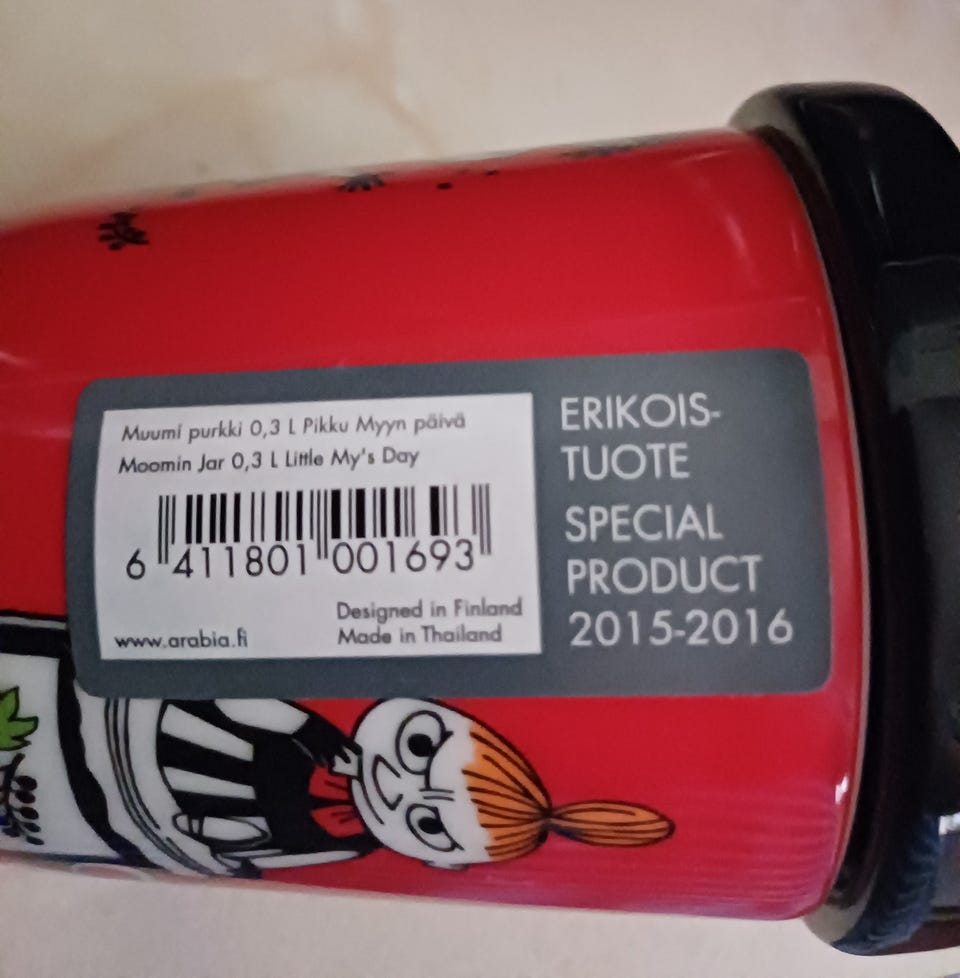 Muumi purkki 0,3 L Pikku Myyn päivä
Moomin Jar 0,3 L Little My's Day
6 411801 001693
www.arabia.fi
Designed in Finland
Made in Thailand
ERIKOIS-
TUOTE
SPECIAL
PRODUCT
2015-2016